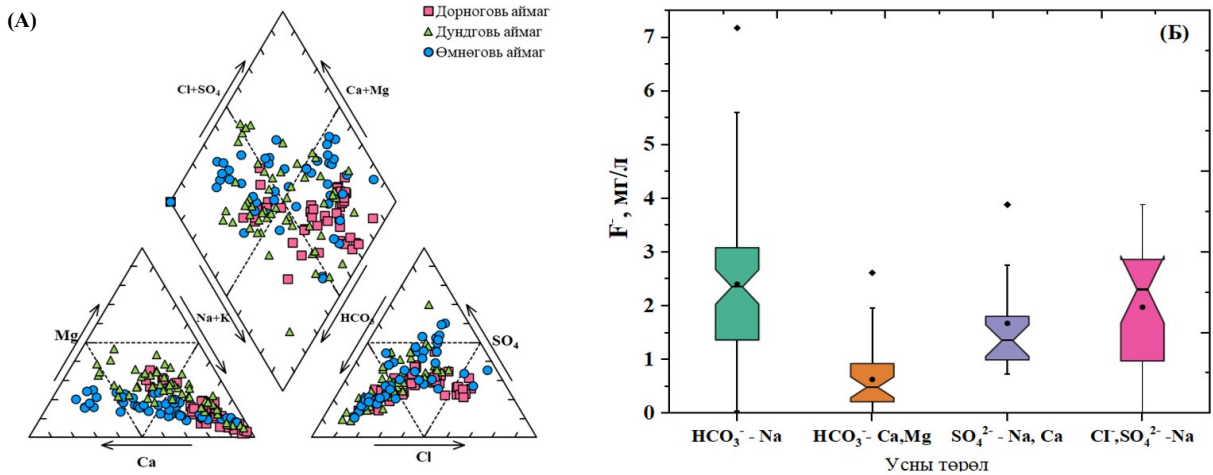 (А)
Дорноговь аймаг
Дундговь аймаг
Өмнөговь аймаг
Cl+SO₄
Ca+Mg
Na+K
HCO₃
Mg
SO₄
Ca
Cl
(Б)
F⁻, мг/л
7
6
5
4
3
2
1
0
HCO₃⁻ - Na
HCO₃⁻ - Ca,Mg
SO₄²⁻ - Na, Ca
Cl⁻,SO₄²⁻ -Na
Усны төрөл